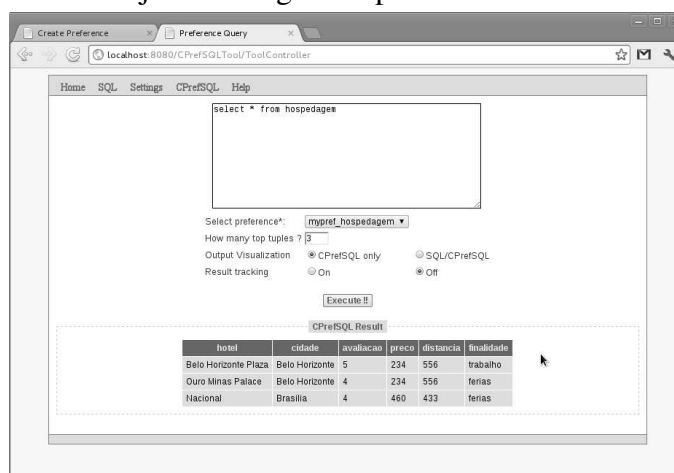 Create Preference
Preference Query
localhost:8080/CPrefSQLTool/ToolController
Home SQL Settings CPrefSQL Help
select * from hospedagem
Select preference*: mypref_hospedagem
How many top tuples ? 3
Output Visualization CPrefSQL only SQL/CPrefSQL
Result tracking On Off
Execute !!
CPrefSQL Result
hotel cidade avaliacao preco distancia finalidade
Belo Horizonte Plaza Belo Horizonte 5 234 556 trabalho
Ouro Minas Palace Belo Horizonte 4 234 556 ferias
Nacional Brasilia 4 460 433 ferias